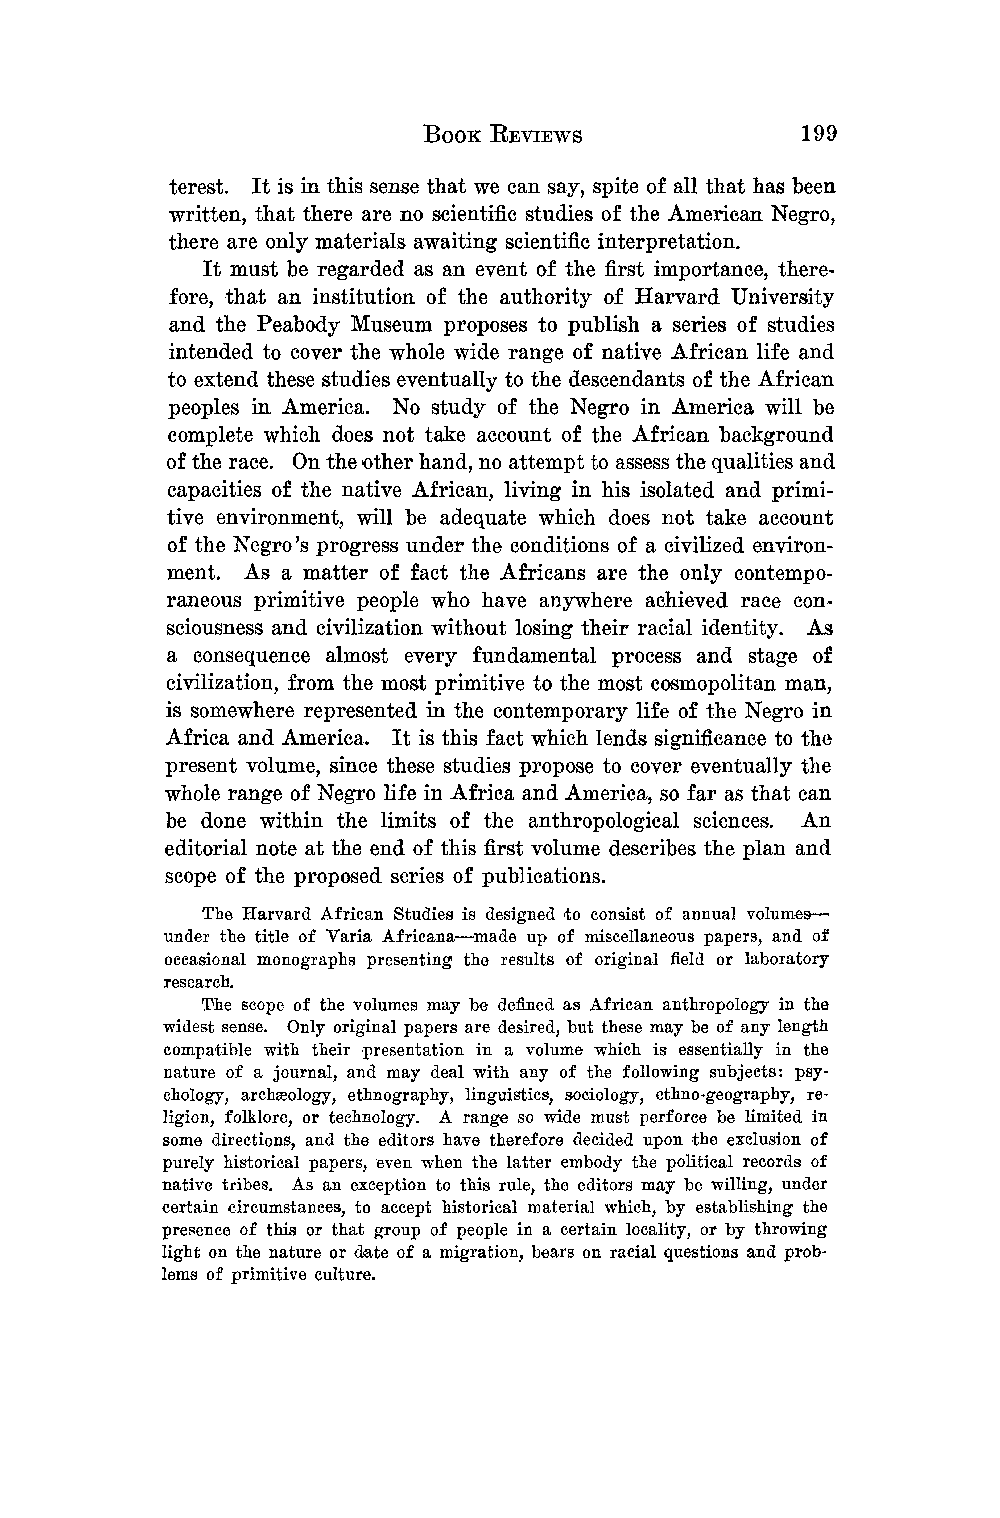 BOOK REVIEWS 199
terest. It is in this sense that we can say, spite of all that has been
written, that there are no scientific studies of the American Negro,
there are only materials awaiting scientific interpretation.
It must be regarded as an event of the first importance, there-
fore, that an institution of the authority of Harvard University
and the Peabody Museum proposes to publish a series of studies
intended to cover the whole wide range of native African life and
to extend these studies eventually to the descendants of the African
peoples in America. No study of the Negro in America will be
complete which does not take account of the African background
of the race. On the other hand, no attempt to assess the qualities and
capacities of the native African, living in his isolated and primi-
tive environment, will be adequate which does not take account
of the Negro's progress under the conditions of a civilized environ-
ment. As a matter of fact the Africans are the only contempo-
raneous primitive people who have anywhere achieved race con-
sciousness and civilization without losing their racial identity. As
a consequence almost every fundamental process and stage of
civilization, from the most primitive to the most cosmopolitan man,
is somewhere represented in the contemporary life of the Negro in
Africa and America. It is this fact which lends significance to the
present volume, since these studies propose to cover eventually the
whole range of Negro life in Africa and America, so far as that can
be done within the limits of the anthropological sciences. An
editorial note at the end of this first volume describes the plan and
scope of the proposed series of publications.
The Harvard African Studies is designed to consist of annual volumes—
under the title of Varia Africana—made up of miscellaneous papers, and of
occasional monographs presenting the results of original field or laboratory
research.
The scope of the volumes may be defined as African anthropology in the
widest sense. Only original papers are desired, but these may be of any length
compatible with their presentation in a volume which is essentially in the
nature of a journal, and may deal with any of the following subjects: psy-
chology, archæology, ethnography, linguistics, sociology, ethno-geography, re-
ligion, folklore, or technology. A range so wide must perforce be limited in
some directions, and the editors have therefore decided upon the exclusion of
purely historical papers, even when the latter embody the political records of
native tribes. As an exception to this rule, the editors may be willing, under
certain circumstances, to accept historical material which, by establishing the
presence of this or that group of people in a certain locality, or by throwing
light on the nature or date of a migration, bears on racial questions and prob-
lems of primitive culture.